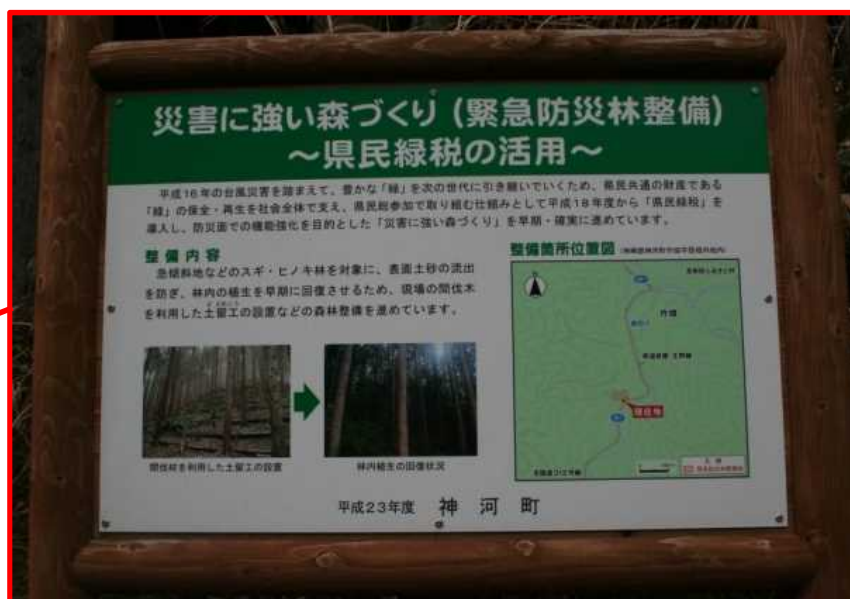 災害に強い森づくり（緊急防災林整備）
～県民緑税の活用～
平成16年の台風災害を踏まえて、豊かな「緑」を次の世代に引き継いでいくため、県民共通の財産である
「緑」の保全・再生を社会全体で支え、県民総参加で取り組む仕組みとして平成18年度から「県民緑税」を
導入し、防災面での機能強化を目的とした「災害に強い森づくり」を早期・確実に進めています。
整備内容
急傾斜地などのスギ・ヒノキ林を対象に、表面土砂の流出
を防ぎ、林内の植生を早期に回復させるため、現場の間伐木
を利用した土留工の設置などの森林整備を進めています。
間伐材を利用した土留工の設置
林内植生の回復状況
整備箇所位置図
現在地
平成23年度 神河町